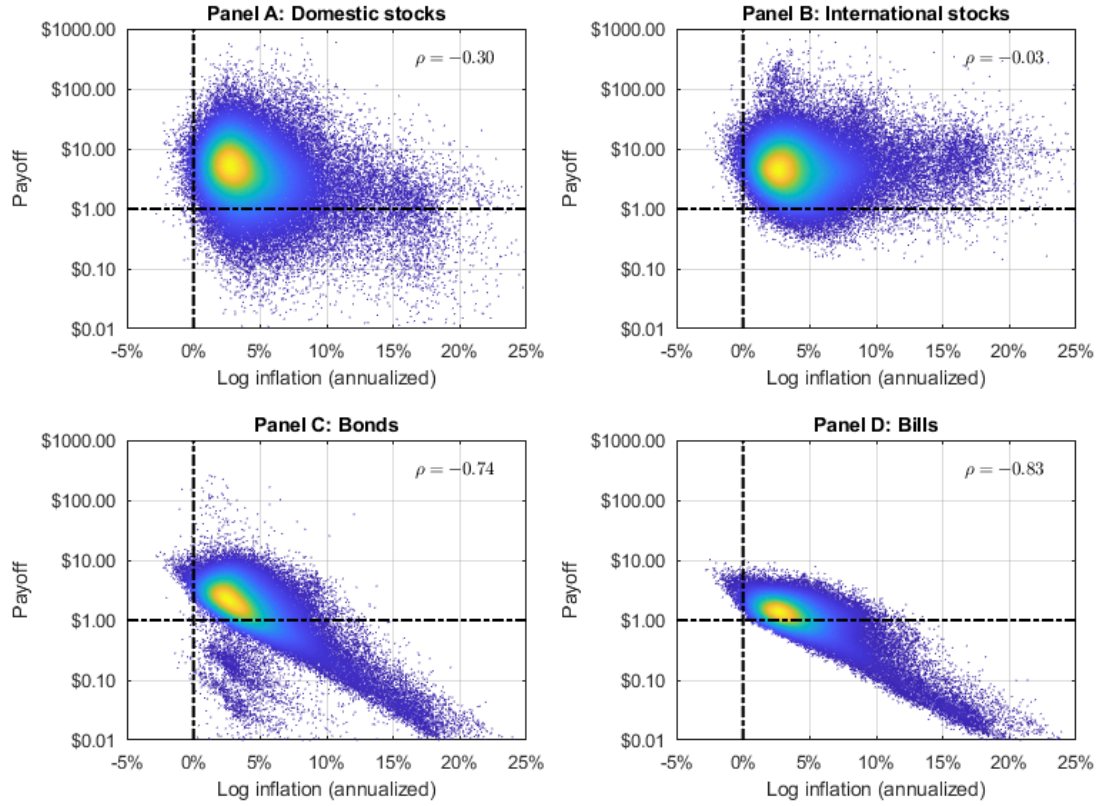 Panel A: Domestic stocks
$1000.00
$100.00
$10.00
$1.00
$0.10
$0.01
Payoff
ρ = −0.30
-5% 0% 5% 10% 15% 20% 25%
Log inflation (annualized)
Panel B: International stocks
$1000.00
$100.00
$10.00
$1.00
$0.10
$0.01
Payoff
ρ = −0.03
-5% 0% 5% 10% 15% 20% 25%
Log inflation (annualized)
Panel C: Bonds
$1000.00
$100.00
$10.00
$1.00
$0.10
$0.01
Payoff
ρ = −0.74
-5% 0% 5% 10% 15% 20% 25%
Log inflation (annualized)
Panel D: Bills
$1000.00
$100.00
$10.00
$1.00
$0.10
$0.01
Payoff
ρ = −0.83
-5% 0% 5% 10% 15% 20% 25%
Log inflation (annualized)